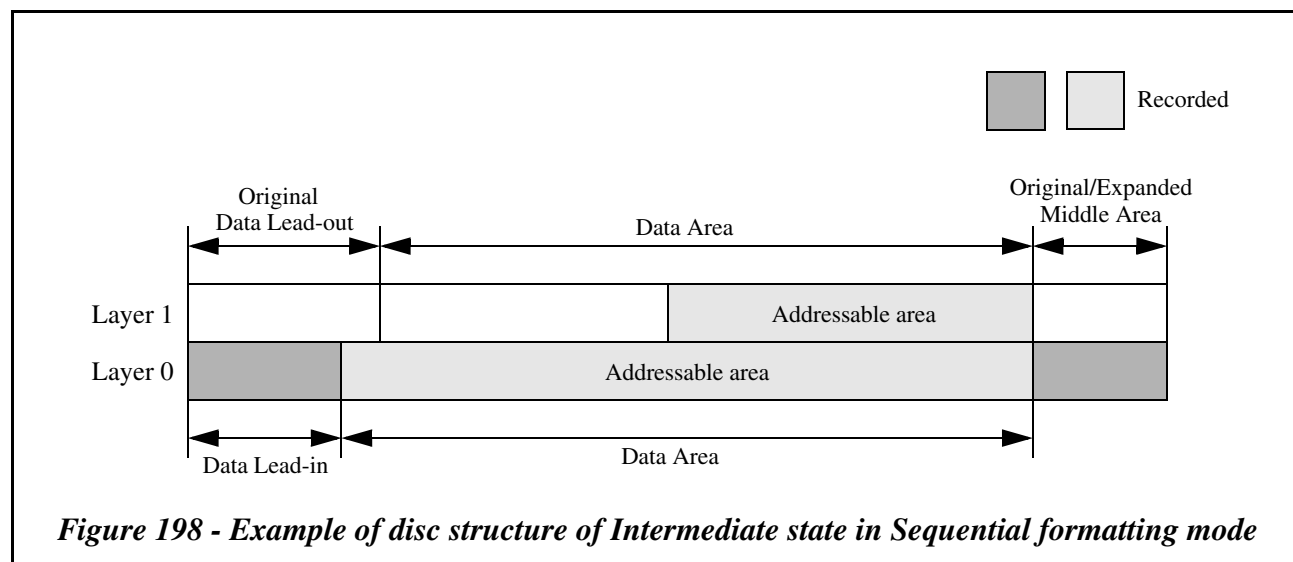 Recorded
Original
Data Lead-out
Data Area
Original/Expanded
Middle Area
Layer 1
Addressable area
Layer 0
Addressable area
Data Lead-in
Data Area
Figure 198 - Example of disc structure of Intermediate state in Sequential formatting mode